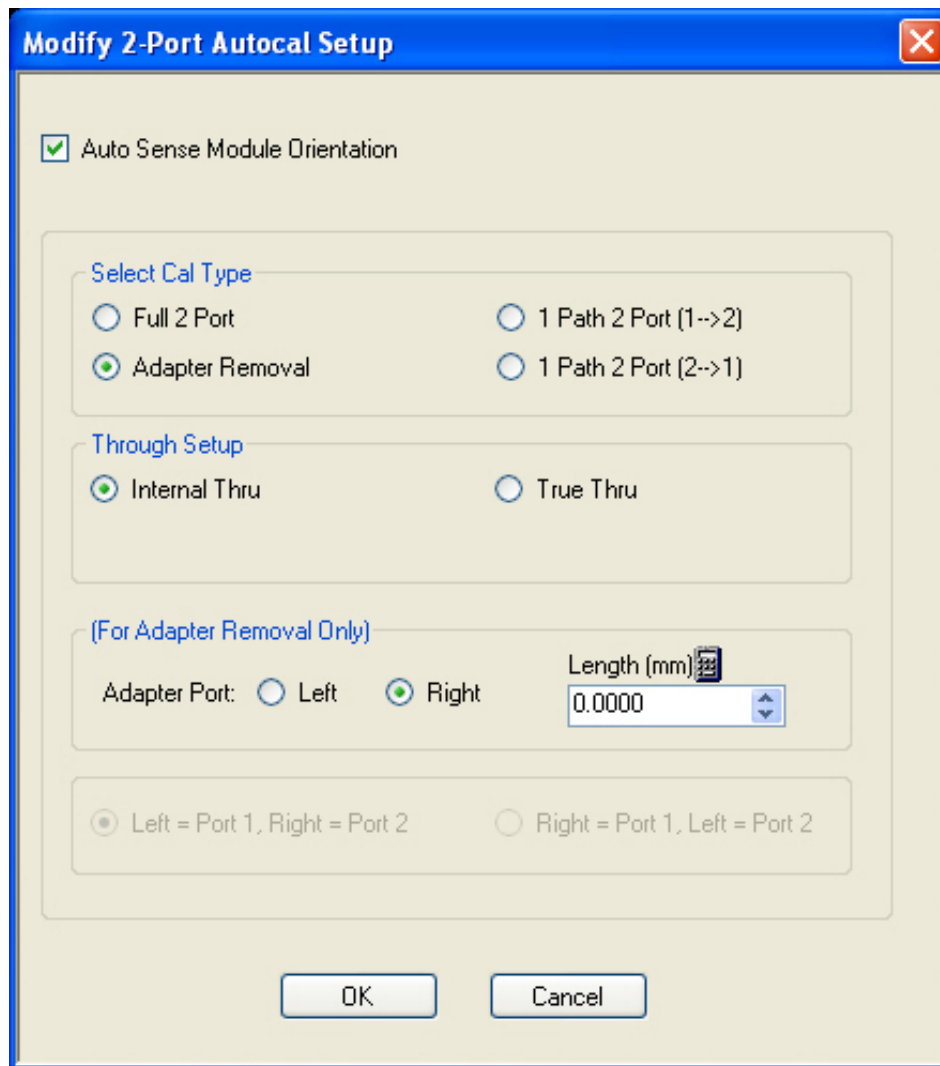 Modify 2-Port Autocal Setup
Auto Sense Module Orientation
Select Cal Type
Full 2 Port
1 Path 2 Port (1-->2)
Adapter Removal
1 Path 2 Port (2-->1)
Through Setup
Internal Thru
True Thru
(For Adapter Removal Only)
Length (mm)
Adapter Port:
Left
Right
0.0000
Left = Port 1, Right = Port 2
Right = Port 1, Left = Port 2
OK
Cancel